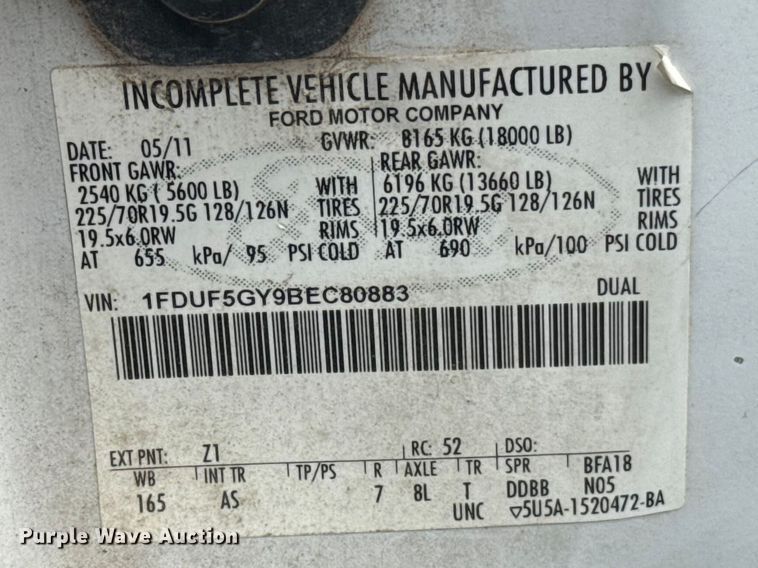 INCOMPLETE VEHICLE MANUFACTURED BY
FORD MOTOR COMPANY
DATE: 05/11 GVWR: 8165 KG (18000 LB)
FRONT GAWR: REAR GAWR:
2540 KG ( 5600 LB) WITH 6196 KG (13660 LB) WITH
225/70R19.5G 128/126N TIRES 225/70R19.5G 128/126N TIRES
19.5x6.0RW RIMS 19.5x6.0RW RIMS
AT 655 kPa/ 95 PSI COLD AT 690 kPa/100 PSI COLD
VIN: 1FDUF5GY9BEC80883 DUAL
EXT PNT: Z1 RC: 52 DSO:
WB INT TR TP/PS R AXLE TR SPR BFA18
165 AS 7 8L T DDBB N05
UNC ▽5U5A-1520472-BA
Purple Wave Auction